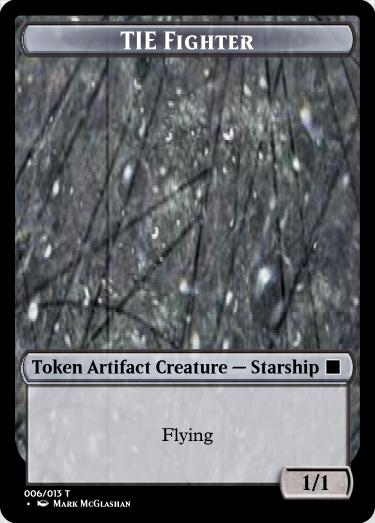 TIE Fighter
Token Artifact Creature — Starship
Flying
1/1
006/013 T
• Mark McGlashan